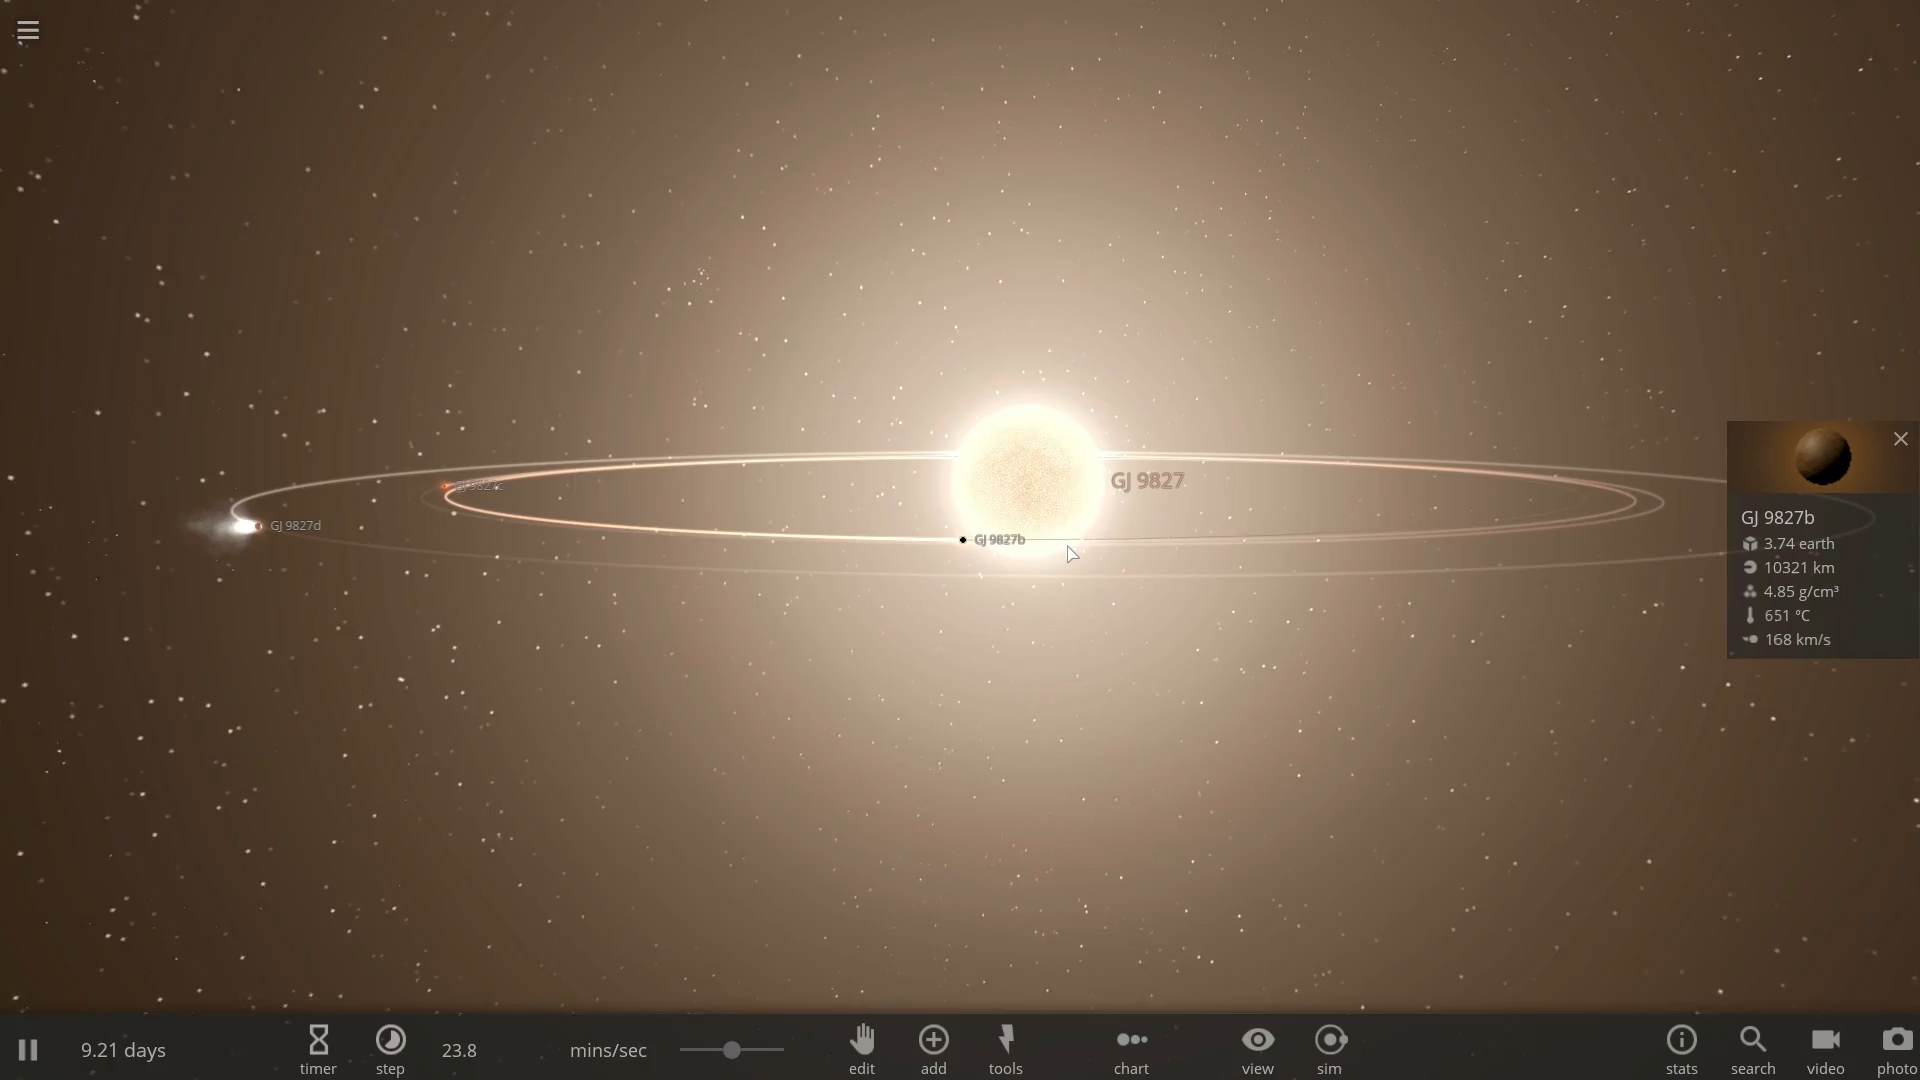 GJ 9827
GJ 9827c
GJ 9827d
GJ 9827b
GJ 9827b
3.74 earth
10321 km
4.85 g/cm³
651 °C
168 km/s
9.21 days
timer
step
23.8
mins/sec
edit
add
tools
chart
view
sim
stats
search
video
photo